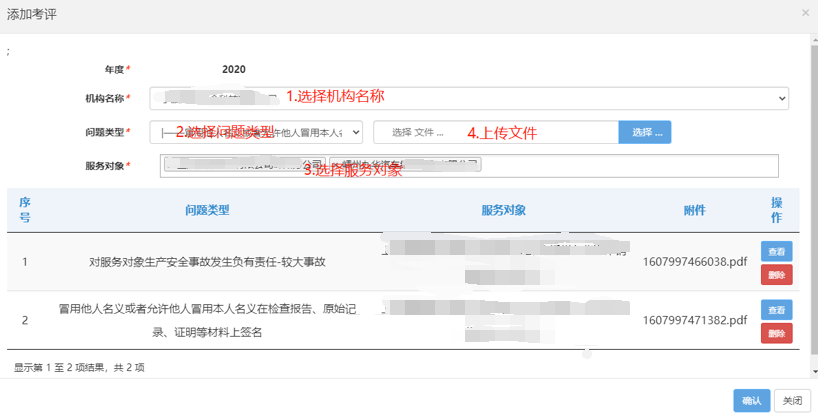 添加考评
×
;
年度* 2020
机构名称* 1.选择机构名称
问题类型* 2.选择问题类型 允许他人冒用本人名 选择 文件 ... 4.上传文件 选择 ...
服务对象* 公司 3.选择服务对象 公司
序号 问题类型 服务对象 附件 操作
1 对服务对象生产安全事故发生负有责任-较大事故 1607997466038.pdf 查看 删除
2 冒用他人名义或者允许他人冒用本人名义在检查报告、原始记
录、证明等材料上签名 1607997471382.pdf 查看 删除
显示第 1 至 2 项结果，共 2 项
确认 关闭